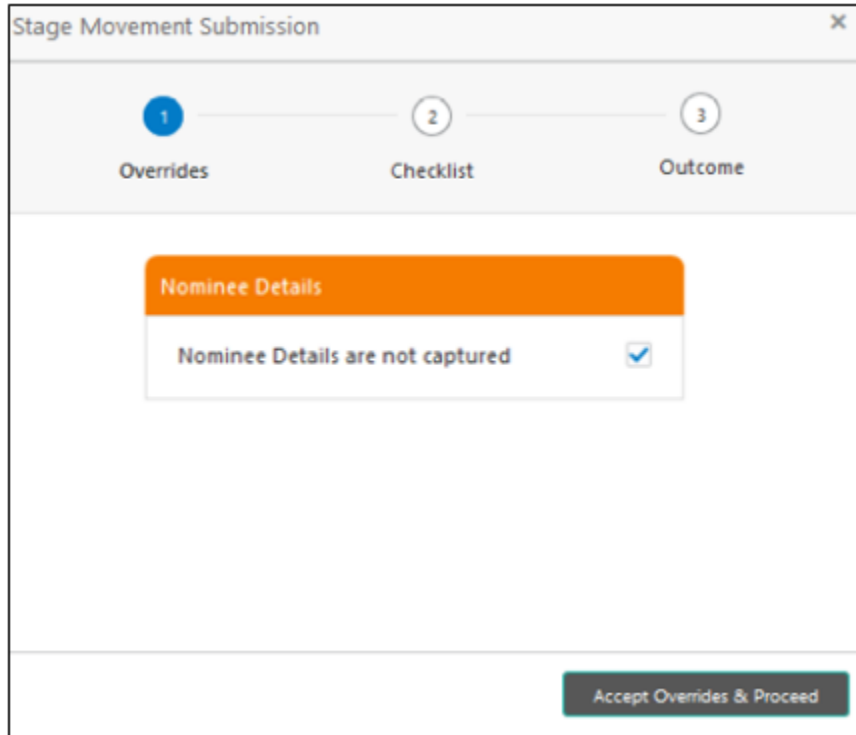 Stage Movement Submission
1 2 3
Overrides Checklist Outcome
Nominee Details
Nominee Details are not captured
Accept Overrides & Proceed